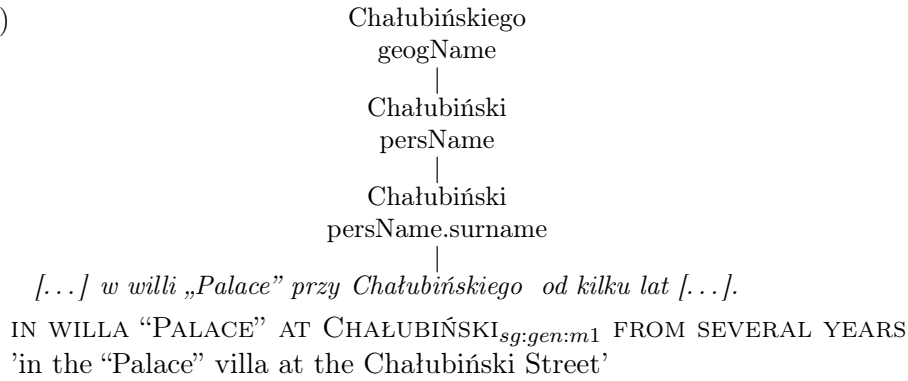 )
Chałubińskiego
geogName
Chałubiński
persName
Chałubiński
persName.surname
[...] w willi „Palace” przy Chałubińskiego od kilku lat [...].
IN WILLA “PALACE” AT CHAŁUBIŃSKI sg:gen:m1 FROM SEVERAL YEARS
’in the “Palace” villa at the Chałubiński Street’